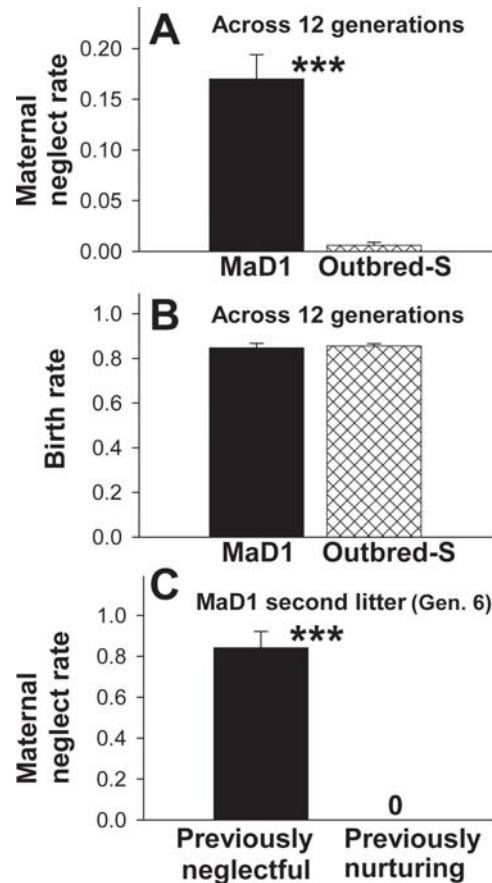 A Across 12 generations
Maternal
neglect rate
0.20
0.15
0.10
0.05
0.00
***
MaD1 Outbred-S
B Across 12 generations
Birth rate
1.0
0.8
0.6
0.4
0.2
0.0
MaD1 Outbred-S
C MaD1 second litter (Gen. 6)
Maternal
neglect rate
1.0
0.8
0.6
0.4
0.2
0.0
***
0
Previously Previously
neglectful nurturing